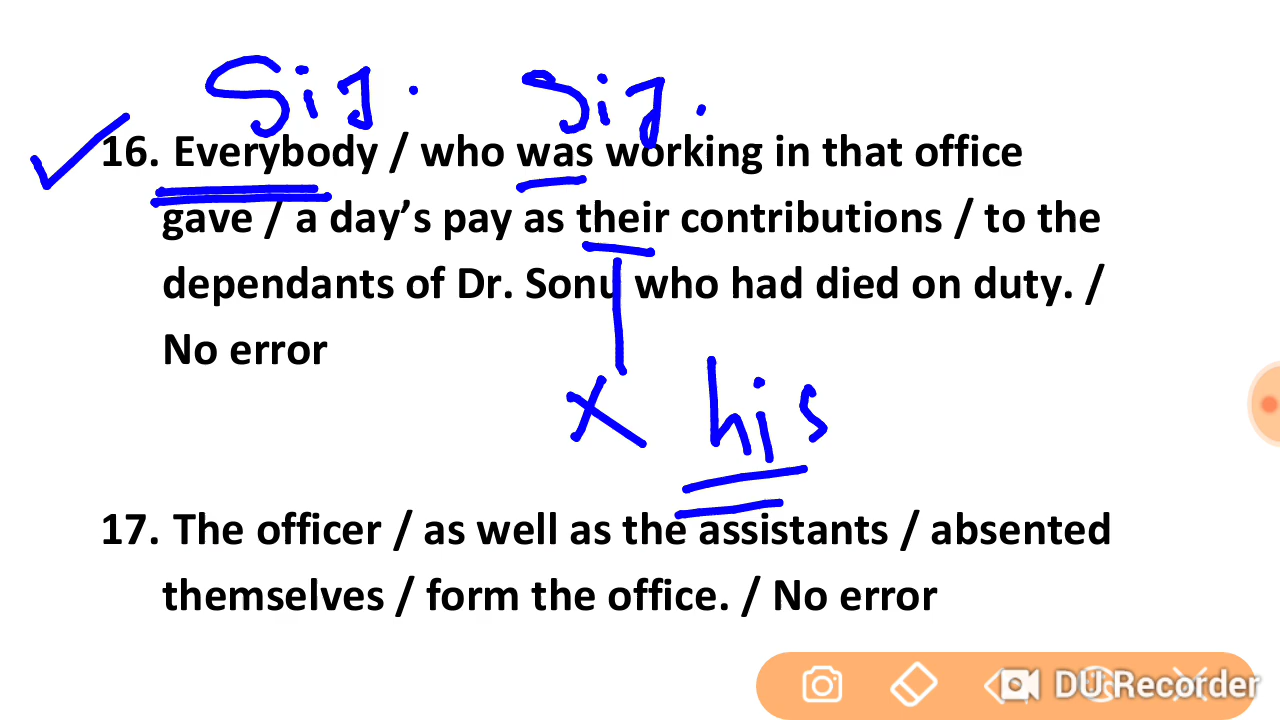 Sig. Sig.
16. Everybody / who was working in that office
gave / a day's pay as their contributions / to the
dependants of Dr. Sonu who had died on duty. /
No error
his
17. The officer / as well as the assistants / absented
themselves / form the office. / No error
DU Recorder